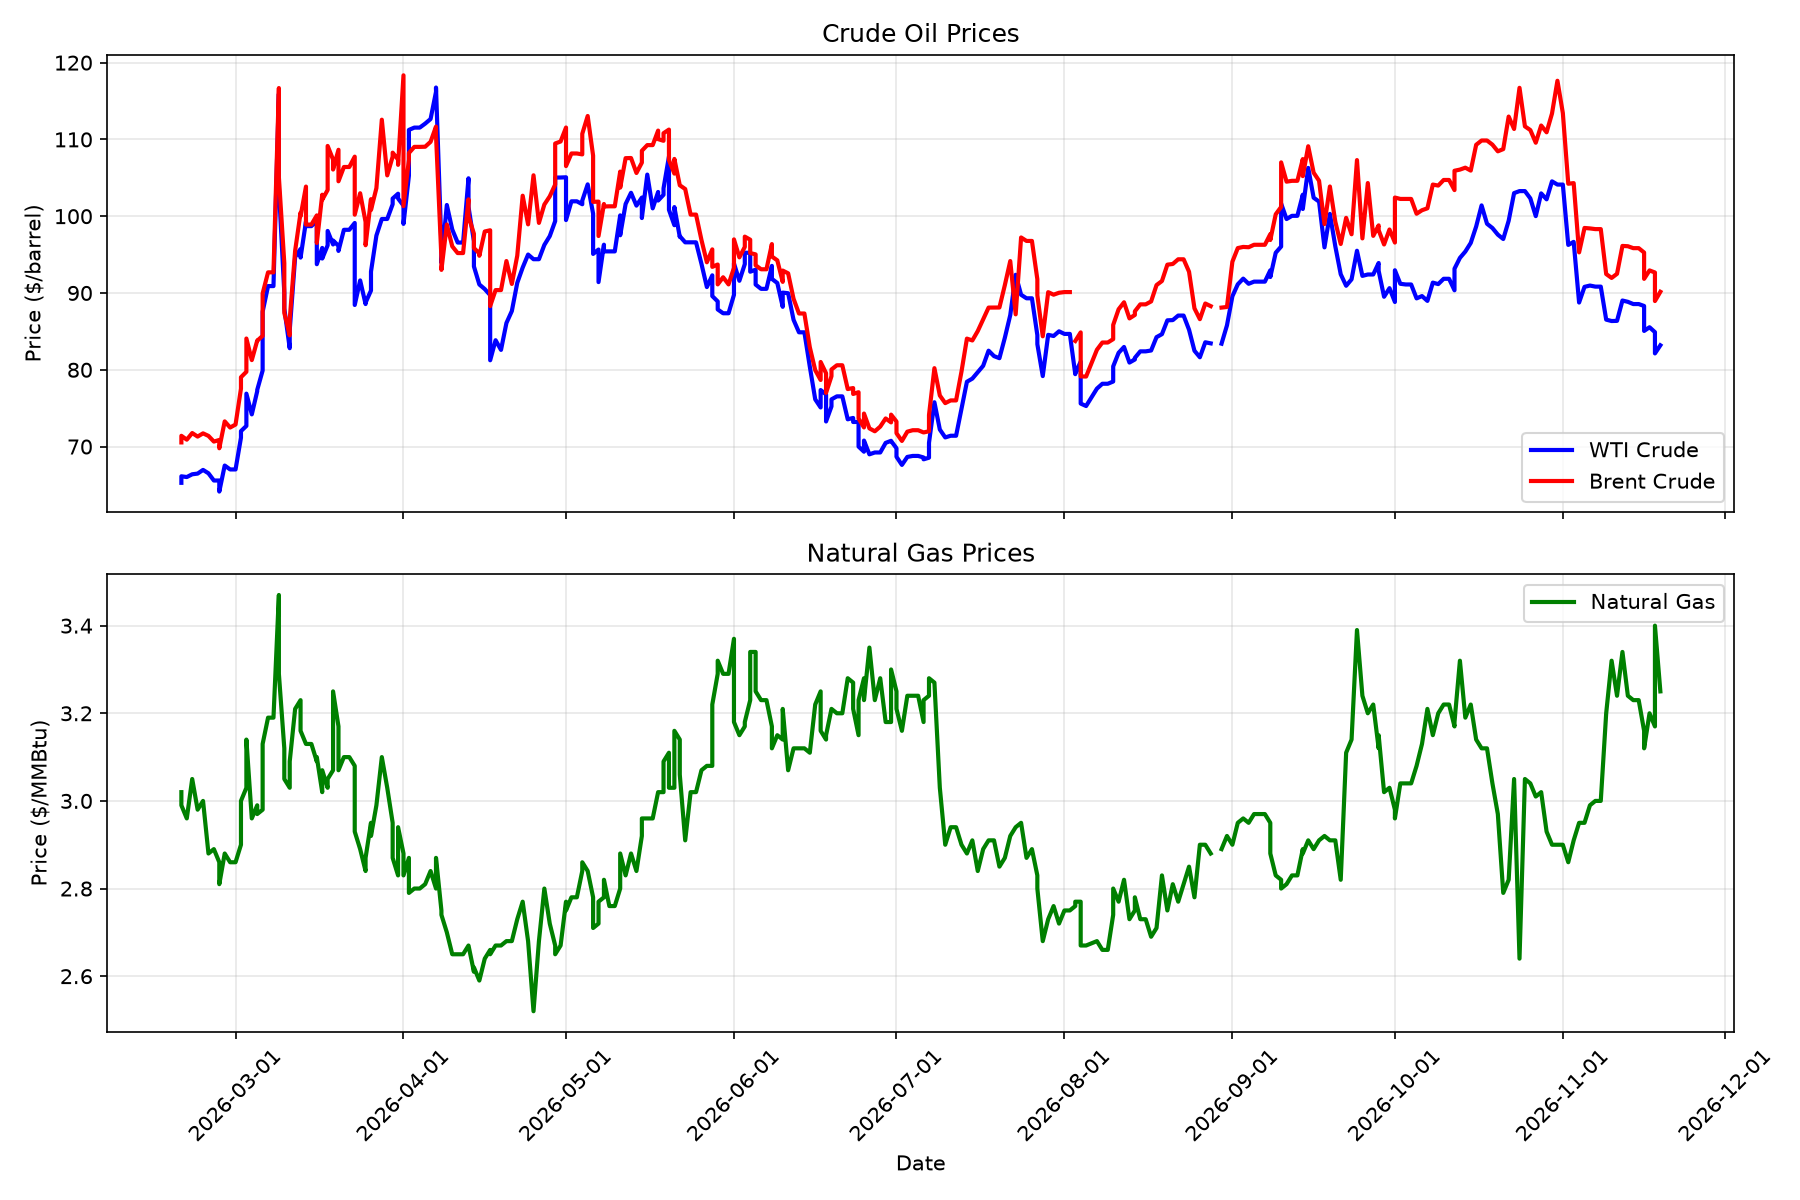 Crude Oil Prices
120
110
100
90
80
70
Price ($/barrel)
WTI Crude
Brent Crude
Natural Gas Prices
3.4
3.2
3.0
2.8
2.6
Price ($/MMBtu)
Natural Gas
2026-03-01
2026-04-01
2026-05-01
2026-06-01
2026-07-01
2026-08-01
2026-09-01
2026-10-01
2026-11-01
2026-12-01
Date